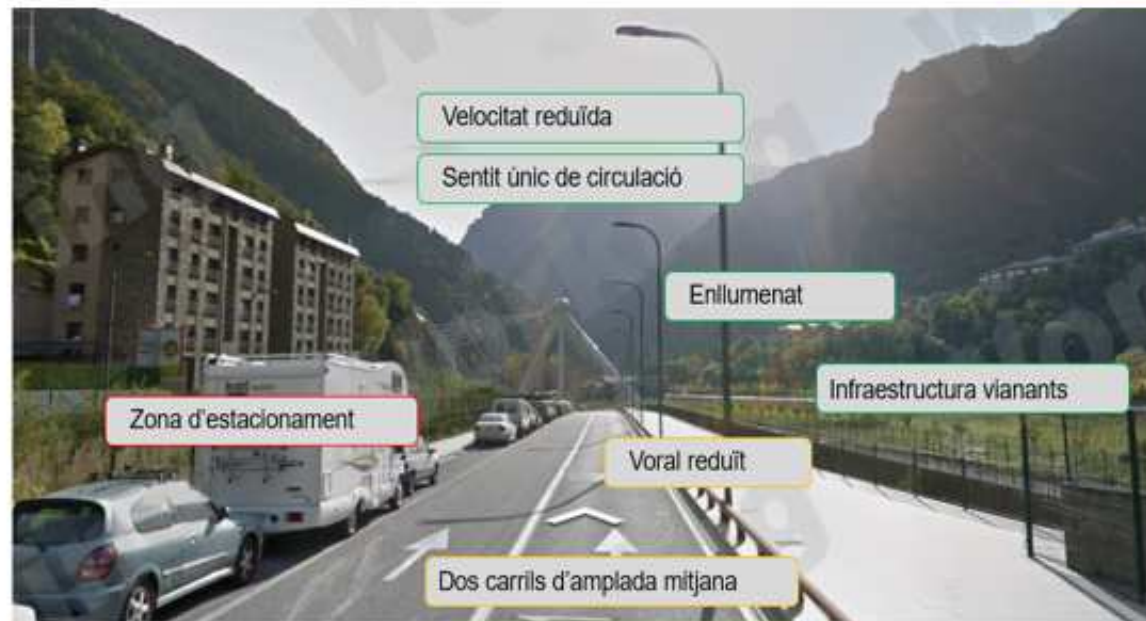 Velocitat reduïda
Sentit únic de circulació
Enllumenat
Infraestructura vianants
Zona d'estacionament
Voral reduït
Dos carrils d'amplada mitjana